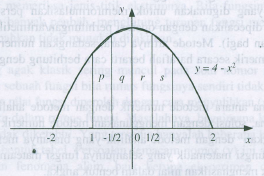 y
p q r s
y = 4 - x²
-2 1 -1/2 0 1/2 1 2 x